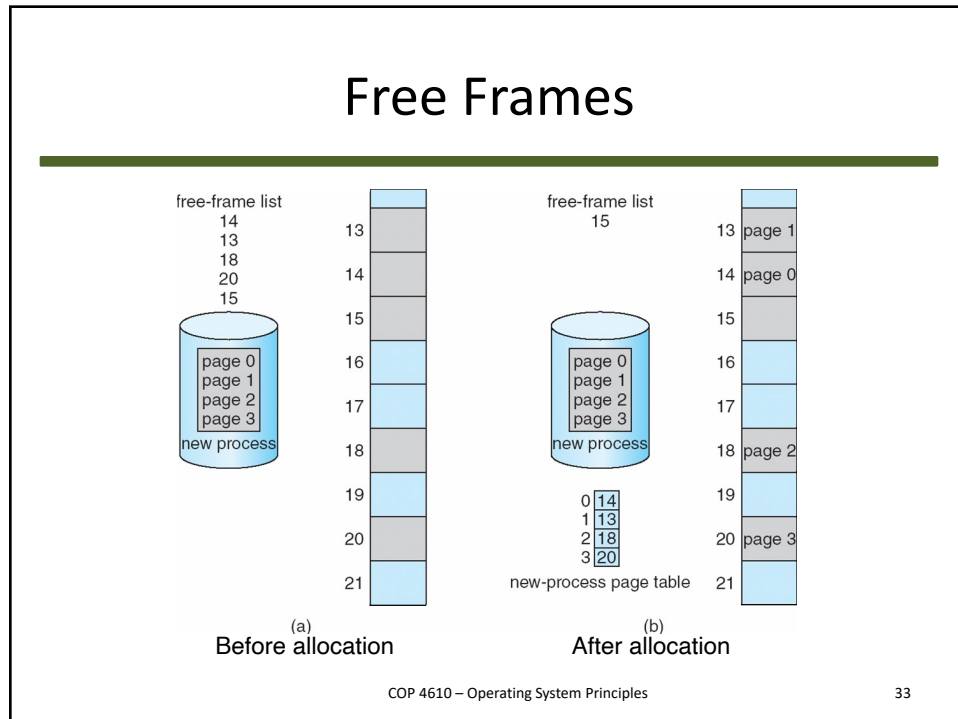 Free Frames
free-frame list
14
13
18
20
15
page 0
page 1
page 2
page 3
new process
13
14
15
16
17
18
19
20
21
(a)
Before allocation
free-frame list
15
page 0
page 1
page 2
page 3
new process
0 14
1 13
2 18
3 20
new-process page table
13 page 1
14 page 0
15
16
17
18 page 2
19
20 page 3
21
(b)
After allocation
COP 4610 – Operating System Principles
33